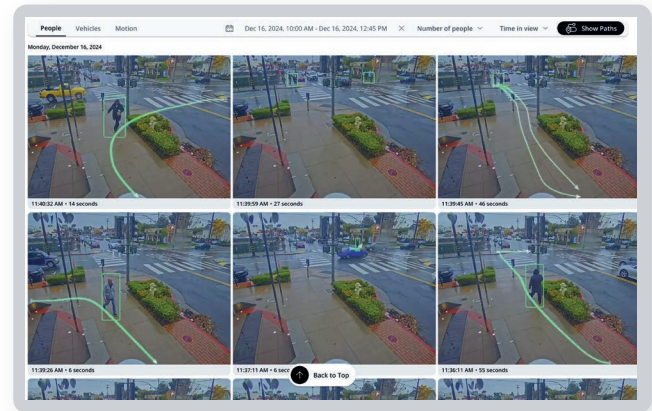 People Vehicles Motion Dec 16, 2024, 10:00 AM - Dec 16, 2024, 12:45 PM Number of people Time in view Show Paths
Monday, December 16, 2024
11:40:32 AM • 14 seconds 11:39:59 AM • 27 seconds 11:39:45 AM • 46 seconds
11:39:26 AM • 6 seconds 11:37:11 AM • 6 sec 11:36:11 AM • 55 seconds
Back to Top